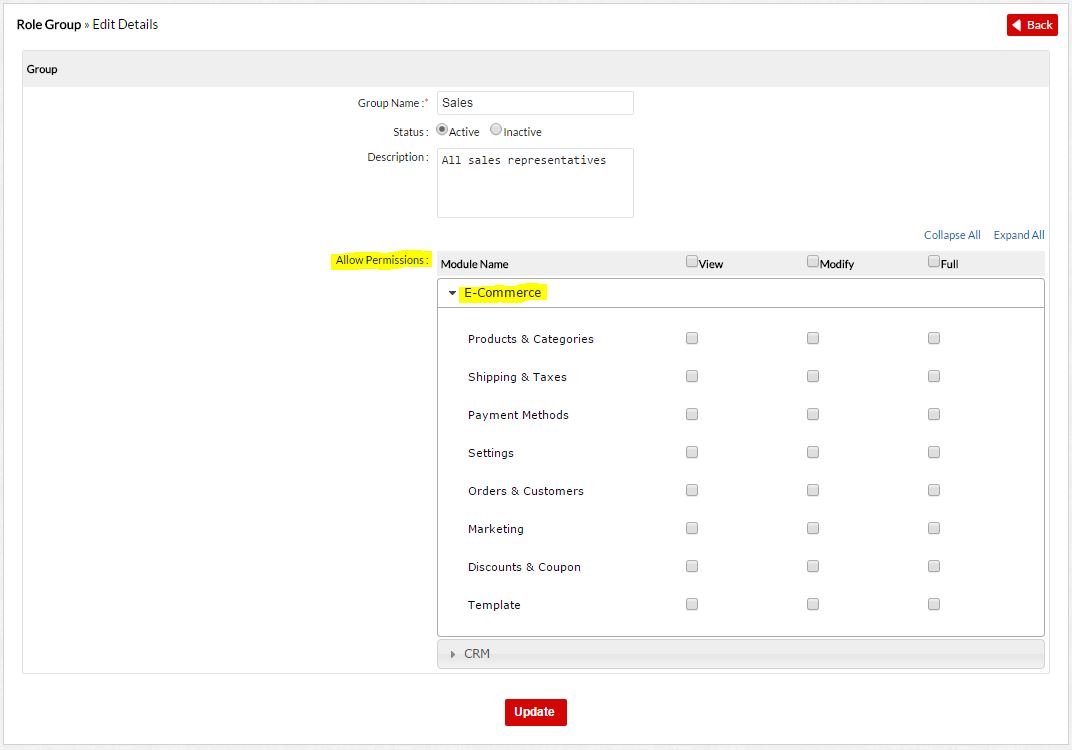 Role Group » Edit Details
Back
Group
Group Name :*
Sales
Status :
Active
Inactive
Description :
All sales representatives
Collapse All
Expand All
Allow Permissions :
Module Name
View
Modify
Full
E-Commerce
Products & Categories
Shipping & Taxes
Payment Methods
Settings
Orders & Customers
Marketing
Discounts & Coupon
Template
CRM
Update